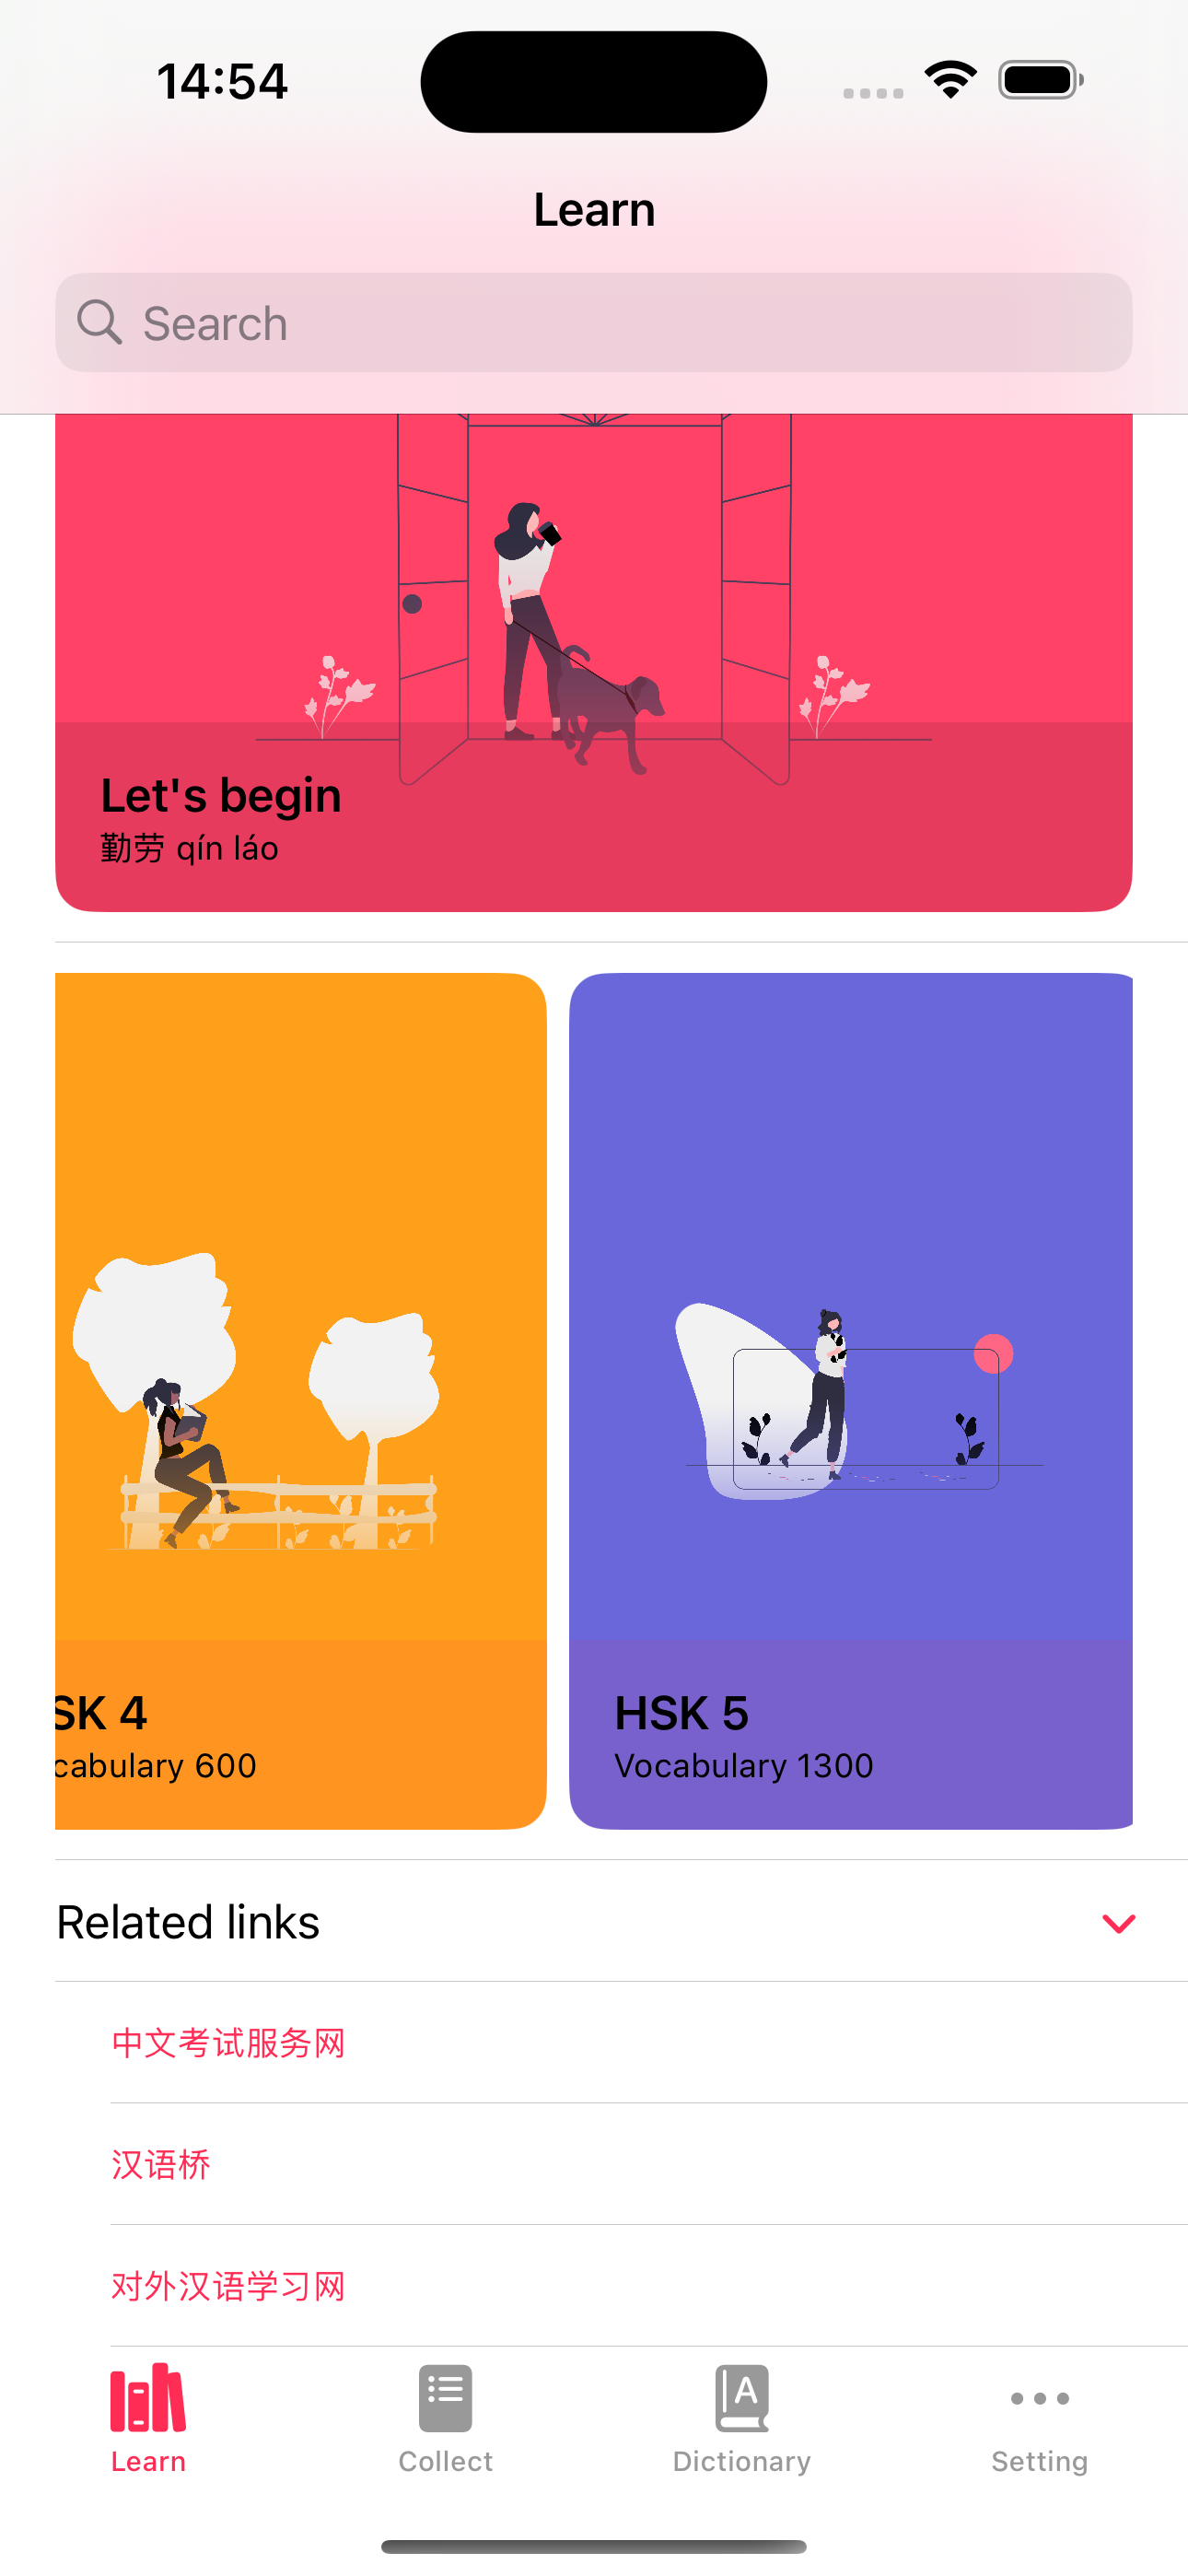 14:54
Learn
Search
Let's begin
勤劳 qín láo
SK 4
cabulary 600
HSK 5
Vocabulary 1300
Related links
中文考试服务网
汉语桥
对外汉语学习网
A
Learn
Collect
Dictionary
Setting